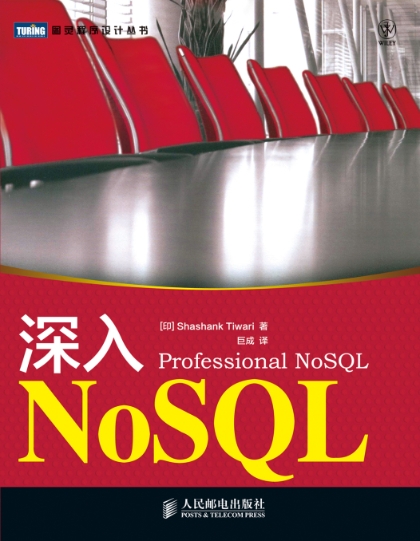 TURING 图灵程序设计丛书
WILEY
[印] Shashank Tiwari 著
巨成 译
深入
Professional NoSQL
NoSQL
人民邮电出版社
POSTS & TELECOM PRESS